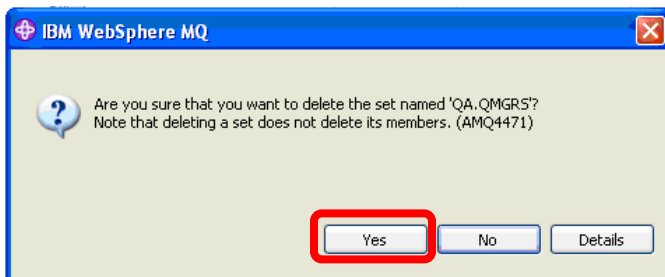 IBM WebSphere MQ
Are you sure that you want to delete the set named 'QA.QMGRS'?
Note that deleting a set does not delete its members. (AMQ4471)
Yes
No
Details